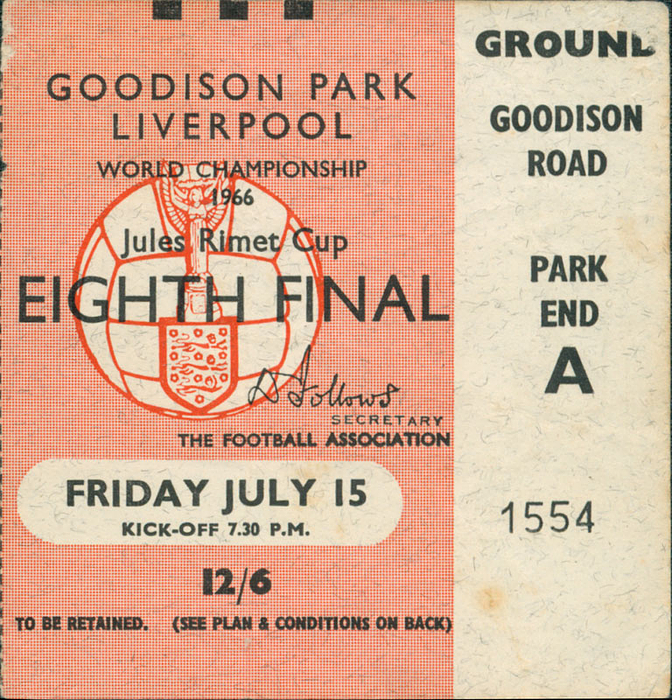 GOODISON PARK
LIVERPOOL
WORLD CHAMPIONSHIP
1966
Jules Rimet Cup
EIGHTH FINAL
D Follows
SECRETARY
THE FOOTBALL ASSOCIATION
FRIDAY JULY 15
KICK-OFF 7.30 P.M.
12/6
TO BE RETAINED. (SEE PLAN & CONDITIONS ON BACK)
GROUND
GOODISON
ROAD
PARK
END
A
1554